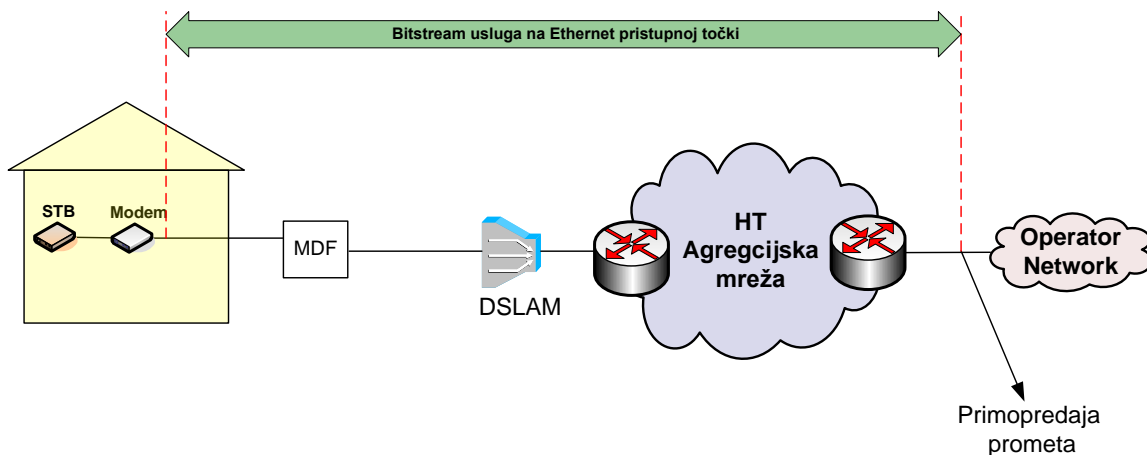 Bitstream usluga na Ethernet pristupnoj točki
STB
Modem
MDF
DSLAM
HT
Agregcijska
mreža
Operator
Network
Primopredaja
prometa